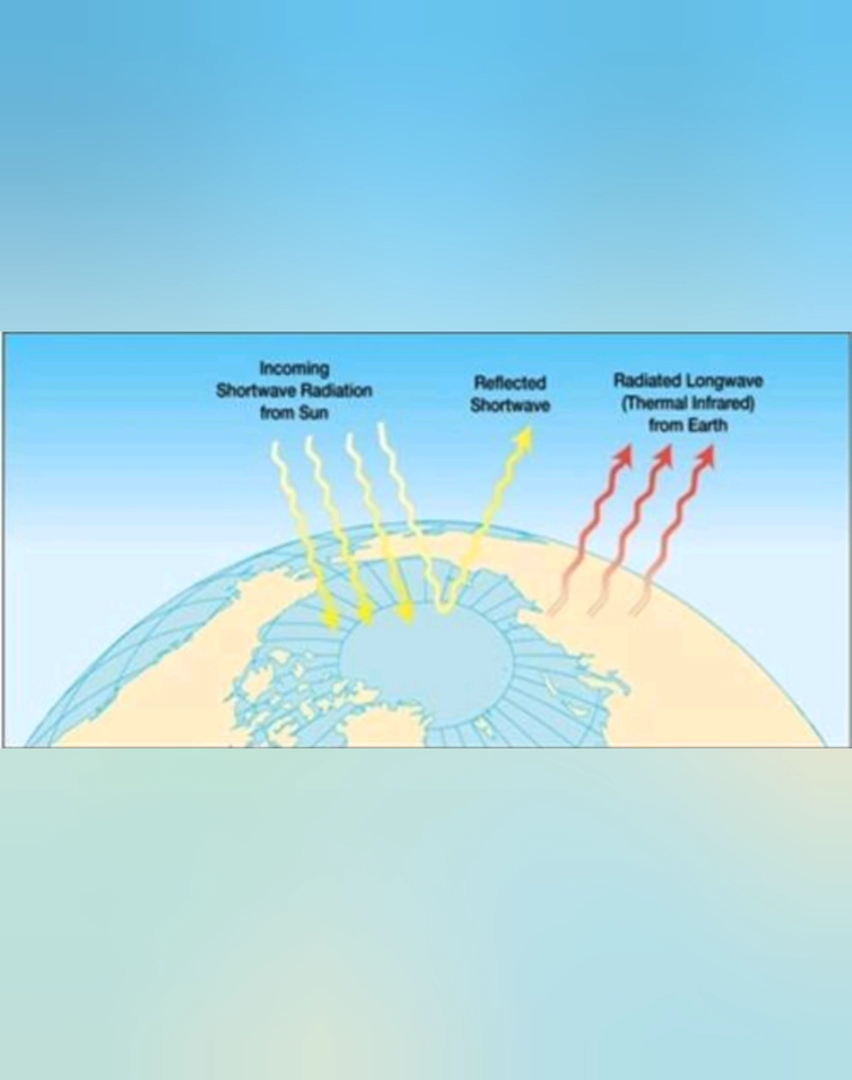 Incoming
Shortwave Radiation
from Sun
Reflected
Shortwave
Radiated Longwave
(Thermal Infrared)
from Earth